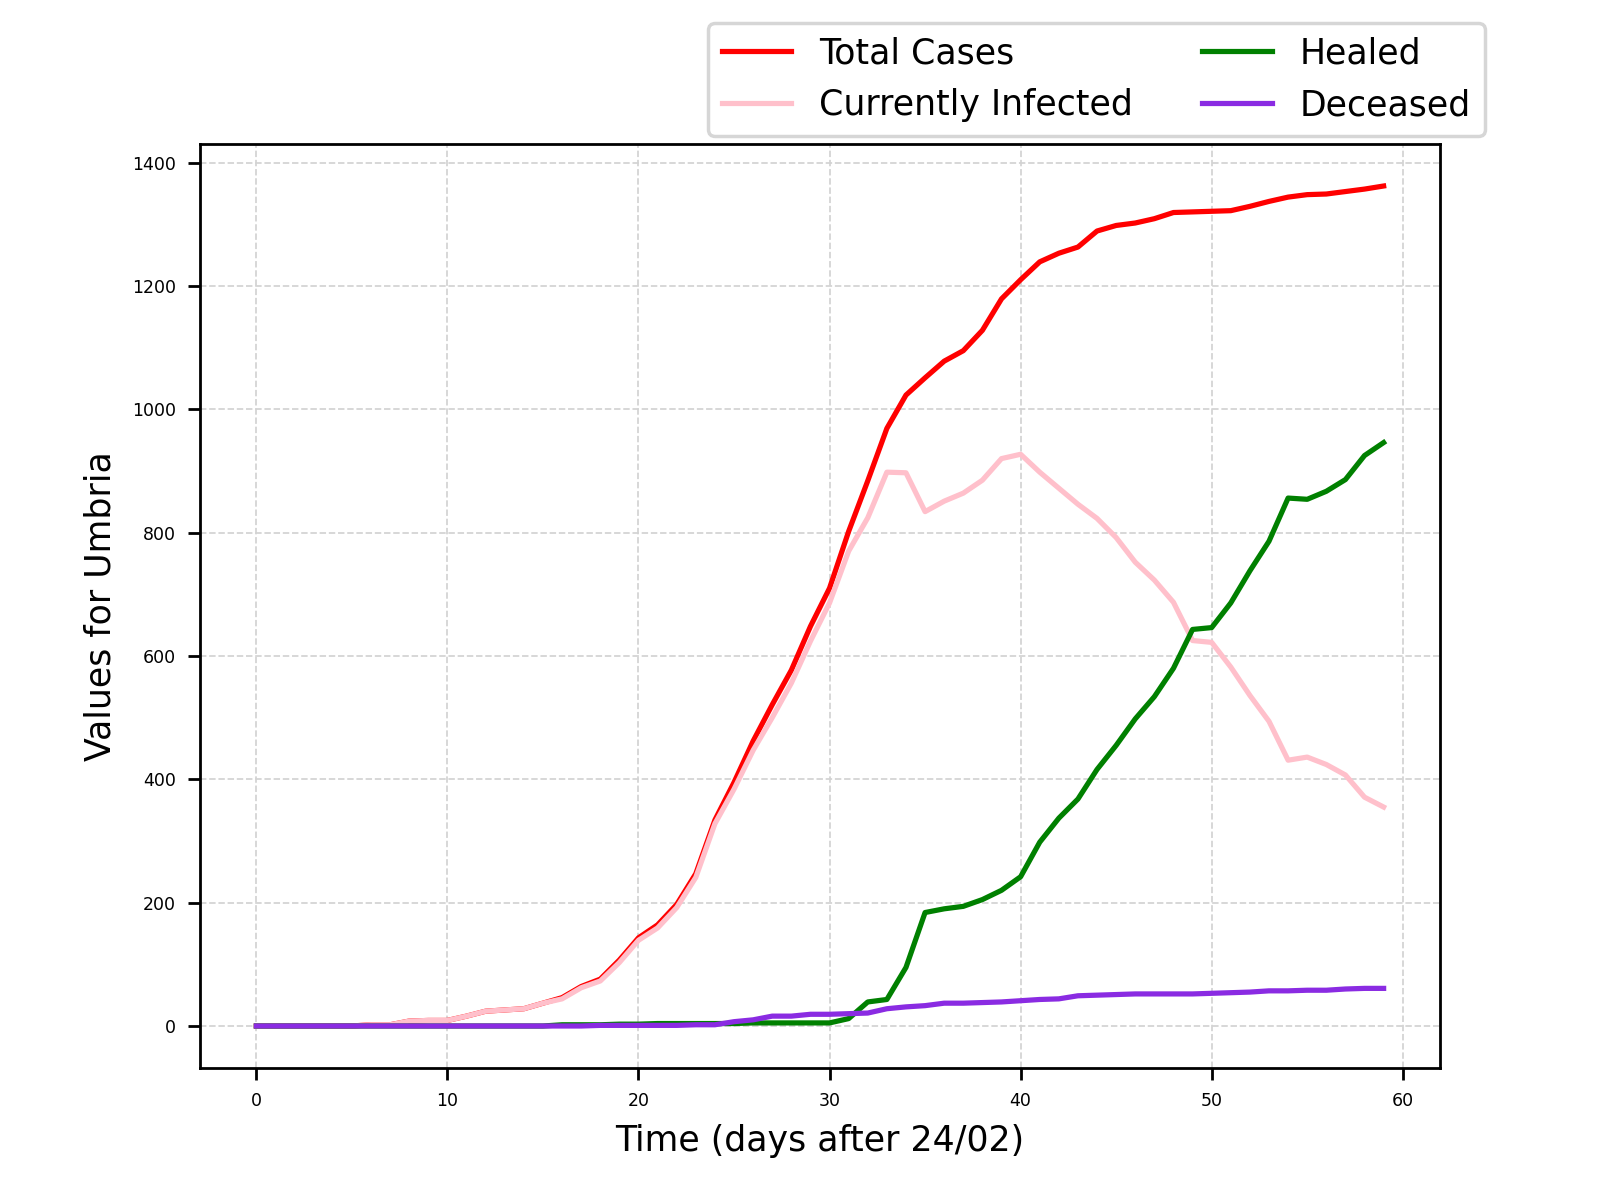 Total Cases
Currently Infected
Healed
Deceased
1400
1200
1000
800
600
400
200
0
Values for Umbria
0 10 20 30 40 50 60
Time (days after 24/02)